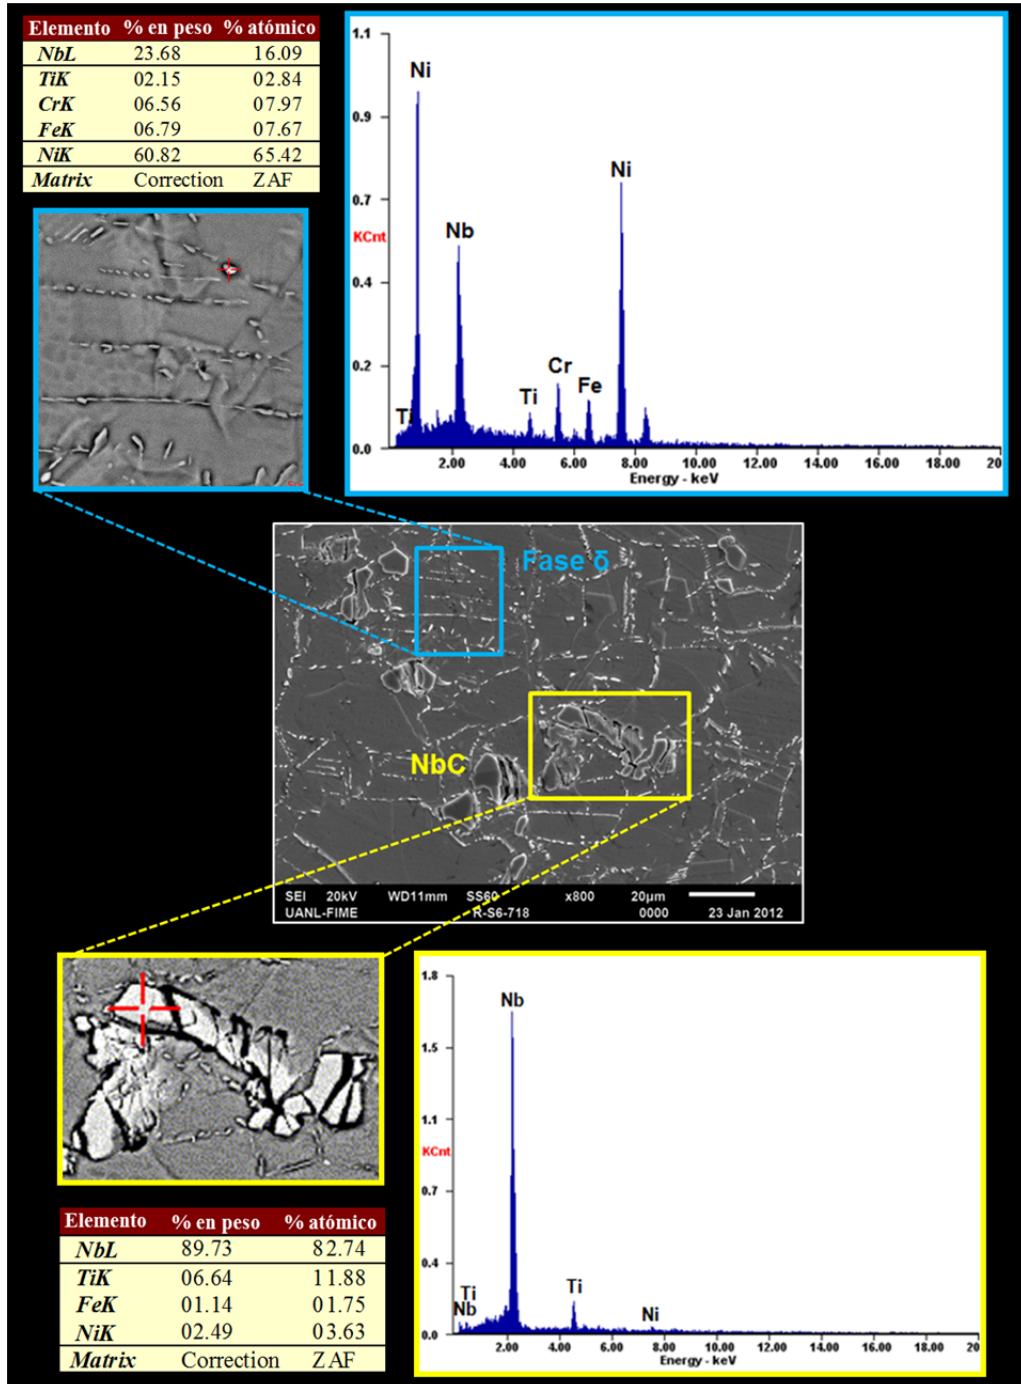 Elemento % en peso % atómico
NbL 23.68 16.09
TiK 02.15 02.84
CrK 06.56 07.97
FeK 06.79 07.67
NiK 60.82 65.42
Matrix Correction ZAF
1.1
0.9
0.7
KCnt
0.4
0.2
0.0
Ni
Nb
Ni
Ti
Ti
Cr
Fe
2.00 4.00 6.00 8.00 10.00 12.00 14.00 16.00 18.00 20
Energy - keV
Fase δ
NbC
SEI 20kV WD11mm SS60 x800 20µm
UANL-FIME R-S6-718 0000 23 Jan 2012
1.8
1.5
1.1
KCnt
0.7
0.4
0.0
Nb
Ti
Nb
Ti
Ni
2.00 4.00 6.00 8.00 10.00 12.00 14.00 16.00 18.00 20
Energy - keV
Elemento % en peso % atómico
NbL 89.73 82.74
TiK 06.64 11.88
FeK 01.14 01.75
NiK 02.49 03.63
Matrix Correction ZAF